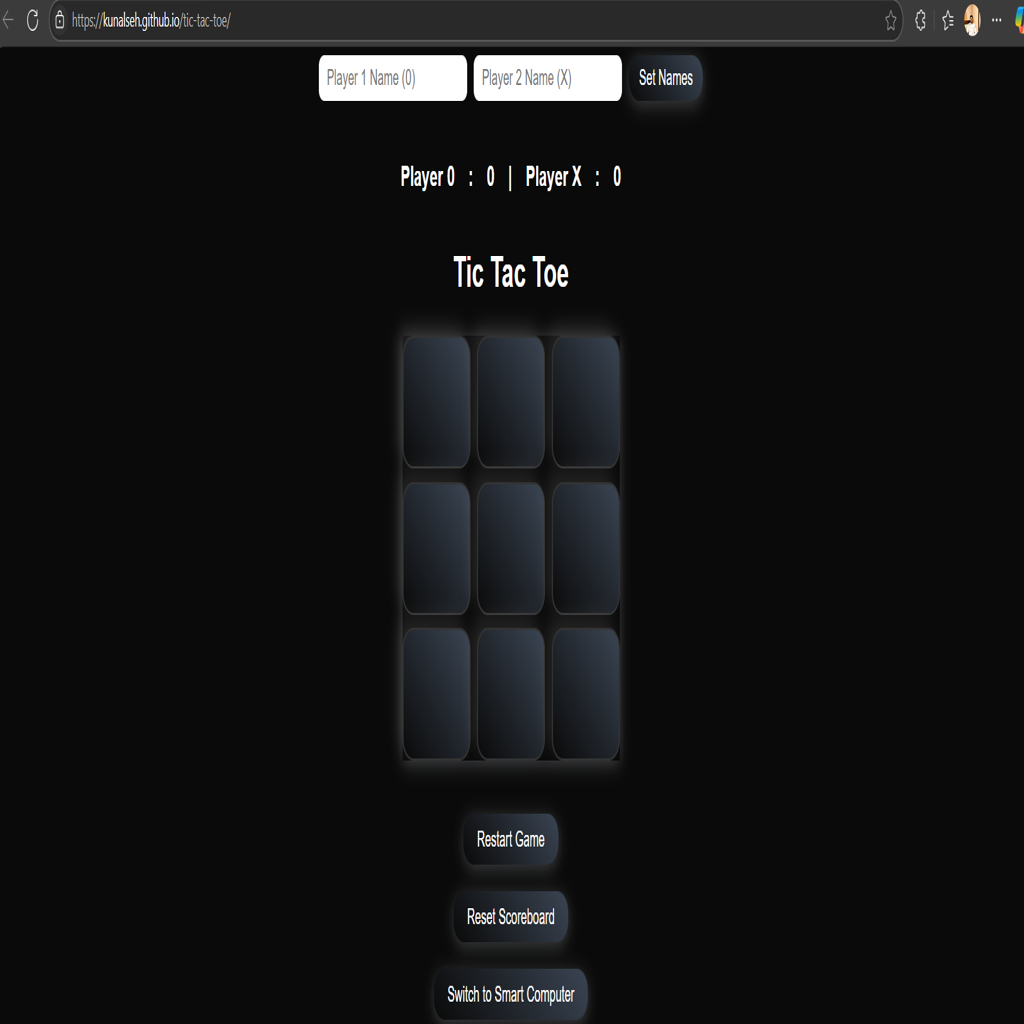 https://kunalseh.github.io/tic-tac-toe/
Player 1 Name (0) Player 2 Name (X) Set Names
Player 0 : 0 | Player X : 0
Tic Tac Toe
Restart Game
Reset Scoreboard
Switch to Smart Computer